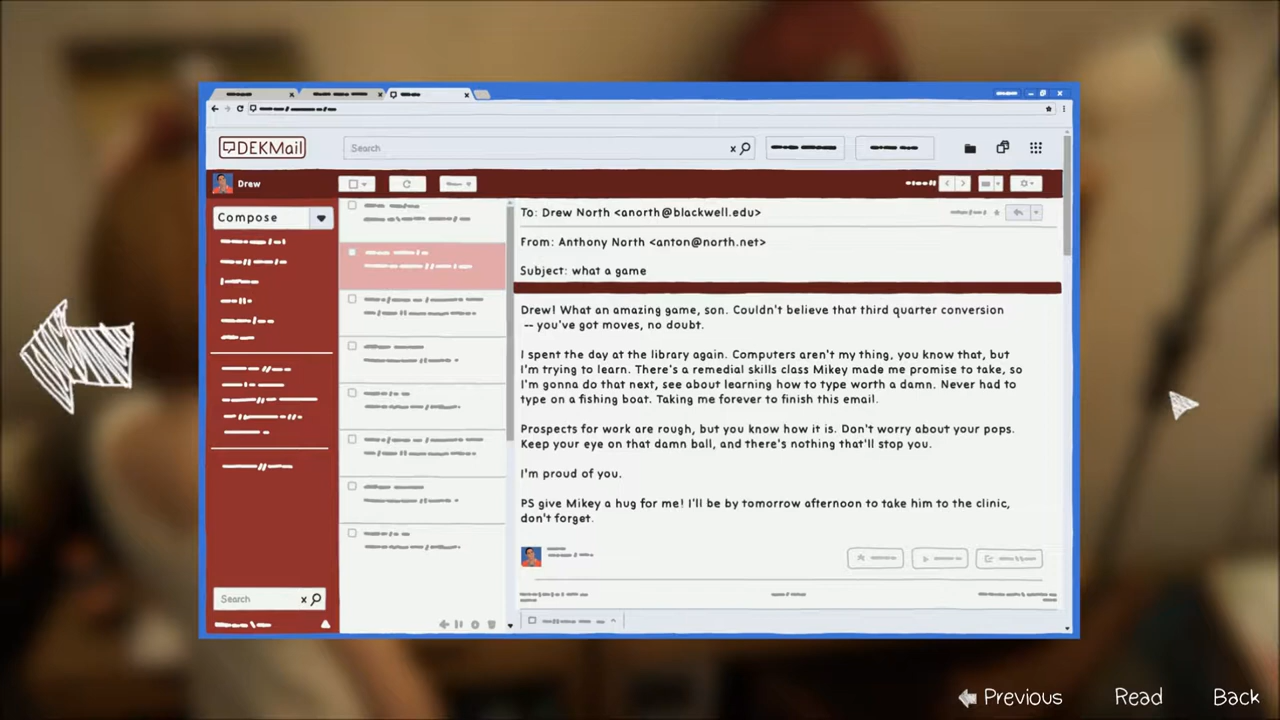 DEKMail
Search
Drew
Compose
To: Drew North <anorth@blackwell.edu>
From: Anthony North <anton@north.net>
Subject: what a game
Drew! What an amazing game, son. Couldn't believe that third quarter conversion
-- you've got moves, no doubt.
I spent the day at the library again. Computers aren't my thing, you know that, but
I'm trying to learn. There's a remedial skills class Mikey made me promise to take, so
I'm gonna do that next, see about learning how to type worth a damn. Never had to
type on a fishing boat. Taking me forever to finish this email.
Prospects for work are rough, but you know how it is. Don't worry about your pops.
Keep your eye on that damn ball, and there's nothing that'll stop you.
I'm proud of you.
PS give Mikey a hug for me! I'll be by tomorrow afternoon to take him to the clinic,
don't forget.
Search
Previous
Read
Back